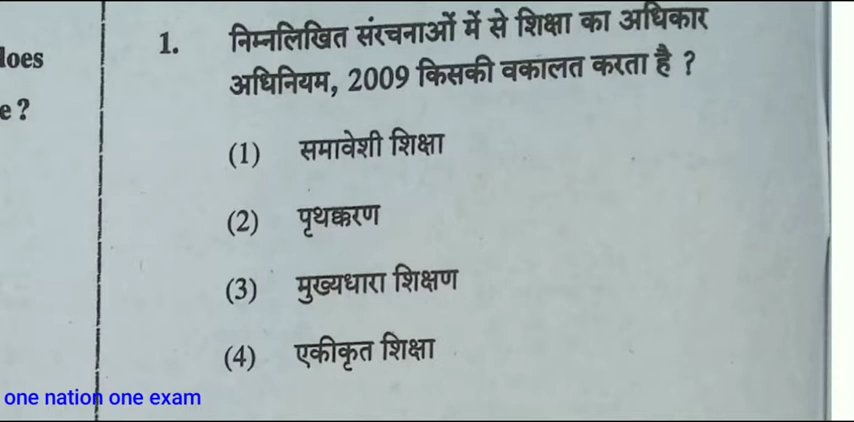 loes
e ?
1. निम्नलिखित संरचनाओं में से शिक्षा का अधिकार
अधिनियम, 2009 किसकी वकालत करता है ?
(1) समावेशी शिक्षा
(2) पृथक्करण
(3) मुख्यधारा शिक्षण
(4) एकीकृत शिक्षा
one nation one exam